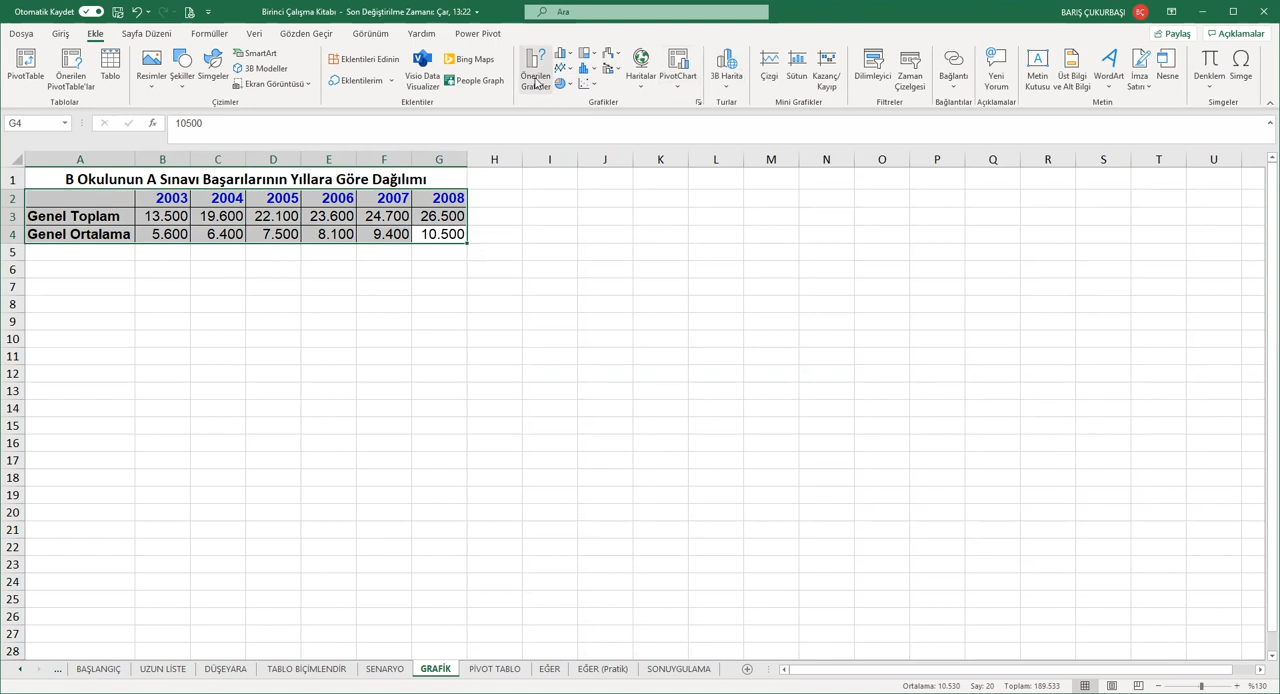 Otomatik Kaydet
Birinci Çalışma Kitabı - Son Değiştirilme Zamanı: Çar, 13:22
Ara
BARIŞ ÇUKURBAŞI
BÇ
Dosya Giriş Ekle Sayfa Düzeni Formüller Veri Gözden Geçir Görünüm Yardım Power Pivot
Paylaş
Açıklamalar
PivotTable
Önerilen PivotTable'lar
Tablo
Tablolar
Resimler
Şekiller
Simgeler
SmartArt
3B Modeller
Ekran Görüntüsü
Çizimler
Eklentileri Edinin
Eklentilerim
Visio Data Visualizer
Bing Maps
People Graph
Eklentiler
Önerilen Grafikler
Haritalar
PivotChart
Grafikler
3B Harita
Turlar
Çizgi
Sütun
Kazanç/Kayıp
Mini Grafikler
Dilimleyici
Zaman Çizelgesi
Filtreler
Bağlantı
Bağlantılar
Yeni Yorum
Açıklamalar
Metin Kutusu
Üst Bilgi ve Alt Bilgi
WordArt
İmza Satırı
Nesne
Metin
Denklem
Simge
Simgeler
G4
fx
10500
A B C D E F G H I J K L M N O P Q R S T U
1 B Okulunun A Sınavı Başarılarının Yıllara Göre Dağılımı
2 2003 2004 2005 2006 2007 2008
3 Genel Toplam 13.500 19.600 22.100 23.600 24.700 26.500
4 Genel Ortalama 5.600 6.400 7.500 8.100 9.400 10.500
5
6
7
8
9
10
11
12
13
14
15
16
17
18
19
20
21
22
23
24
25
26
27
28
... BAŞLANGIÇ UZUN LİSTE DÜŞEYARA TABLO BİÇİMLENDİR SENARYO GRAFİK PİVOT TABLO EĞER EĞER (Pratik) SONUYGULAMA
Ortalama: 10.530 Say: 20 Toplam: 189.533
%130